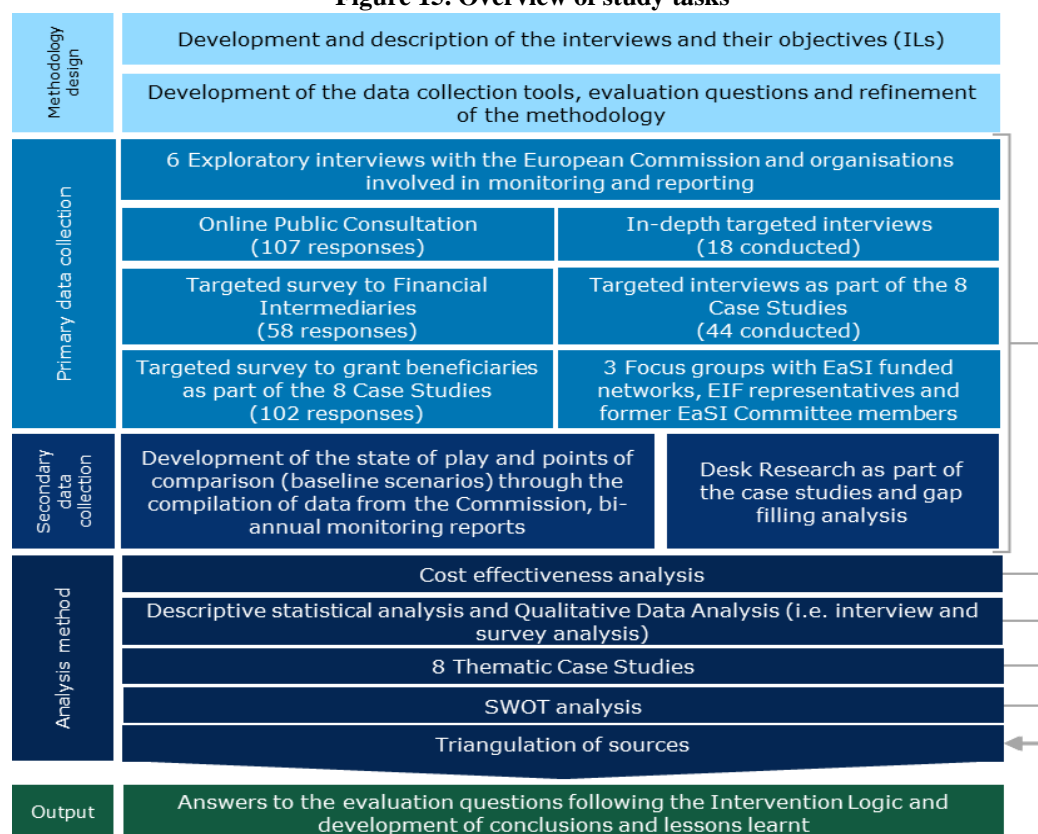 Figure 15: Overview of study tasks
Methodology
design
Development and description of the interviews and their objectives (ILs)
Development of the data collection tools, evaluation questions and refinement
of the methodology
Primary data collection
6 Exploratory interviews with the European Commission and organisations
involved in monitoring and reporting
Online Public Consultation
(107 responses)
In-depth targeted interviews
(18 conducted)
Targeted survey to Financial
Intermediaries
(58 responses)
Targeted interviews as part of the 8
Case Studies
(44 conducted)
Targeted survey to grant beneficiaries
as part of the 8 Case Studies
(102 responses)
3 Focus groups with EaSI funded
networks, EIF representatives and
former EaSI Committee members
Secondary
data
collection
Development of the state of play and points of
comparison (baseline scenarios) through the
compilation of data from the Commission, bi-
annual monitoring reports
Desk Research as part of
the case studies and gap
filling analysis
Analysis method
Cost effectiveness analysis
Descriptive statistical analysis and Qualitative Data Analysis (i.e. interview and
survey analysis)
8 Thematic Case Studies
SWOT analysis
Triangulation of sources
Output
Answers to the evaluation questions following the Intervention Logic and
development of conclusions and lessons learnt